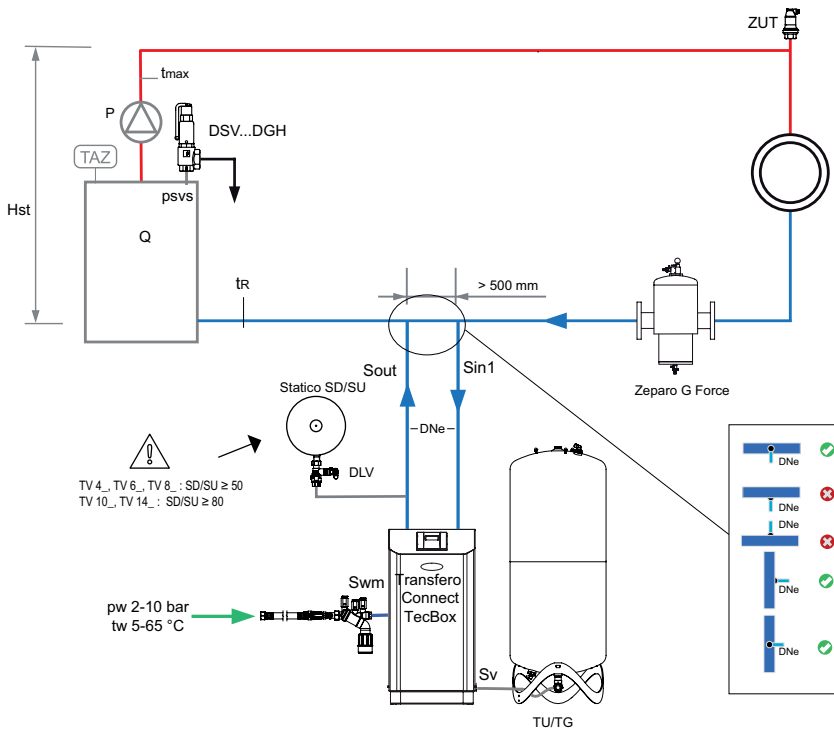 ZUT
tmax
P
DSV...DGH
TAZ
psvs
Hst
Q
tR
> 500 mm
Sout
Sin1
Zeparo G Force
Statico SD/SU
DNe
DLV
TV 4_, TV 6_, TV 8_ : SD/SU ≥ 50
TV 10_, TV 14_ : SD/SU ≥ 80
DNe
DNe
DNe
DNe
DNe
Swm
Transfero
Connect
TecBox
pw 2-10 bar
tw 5-65 °C
Sv
TU/TG